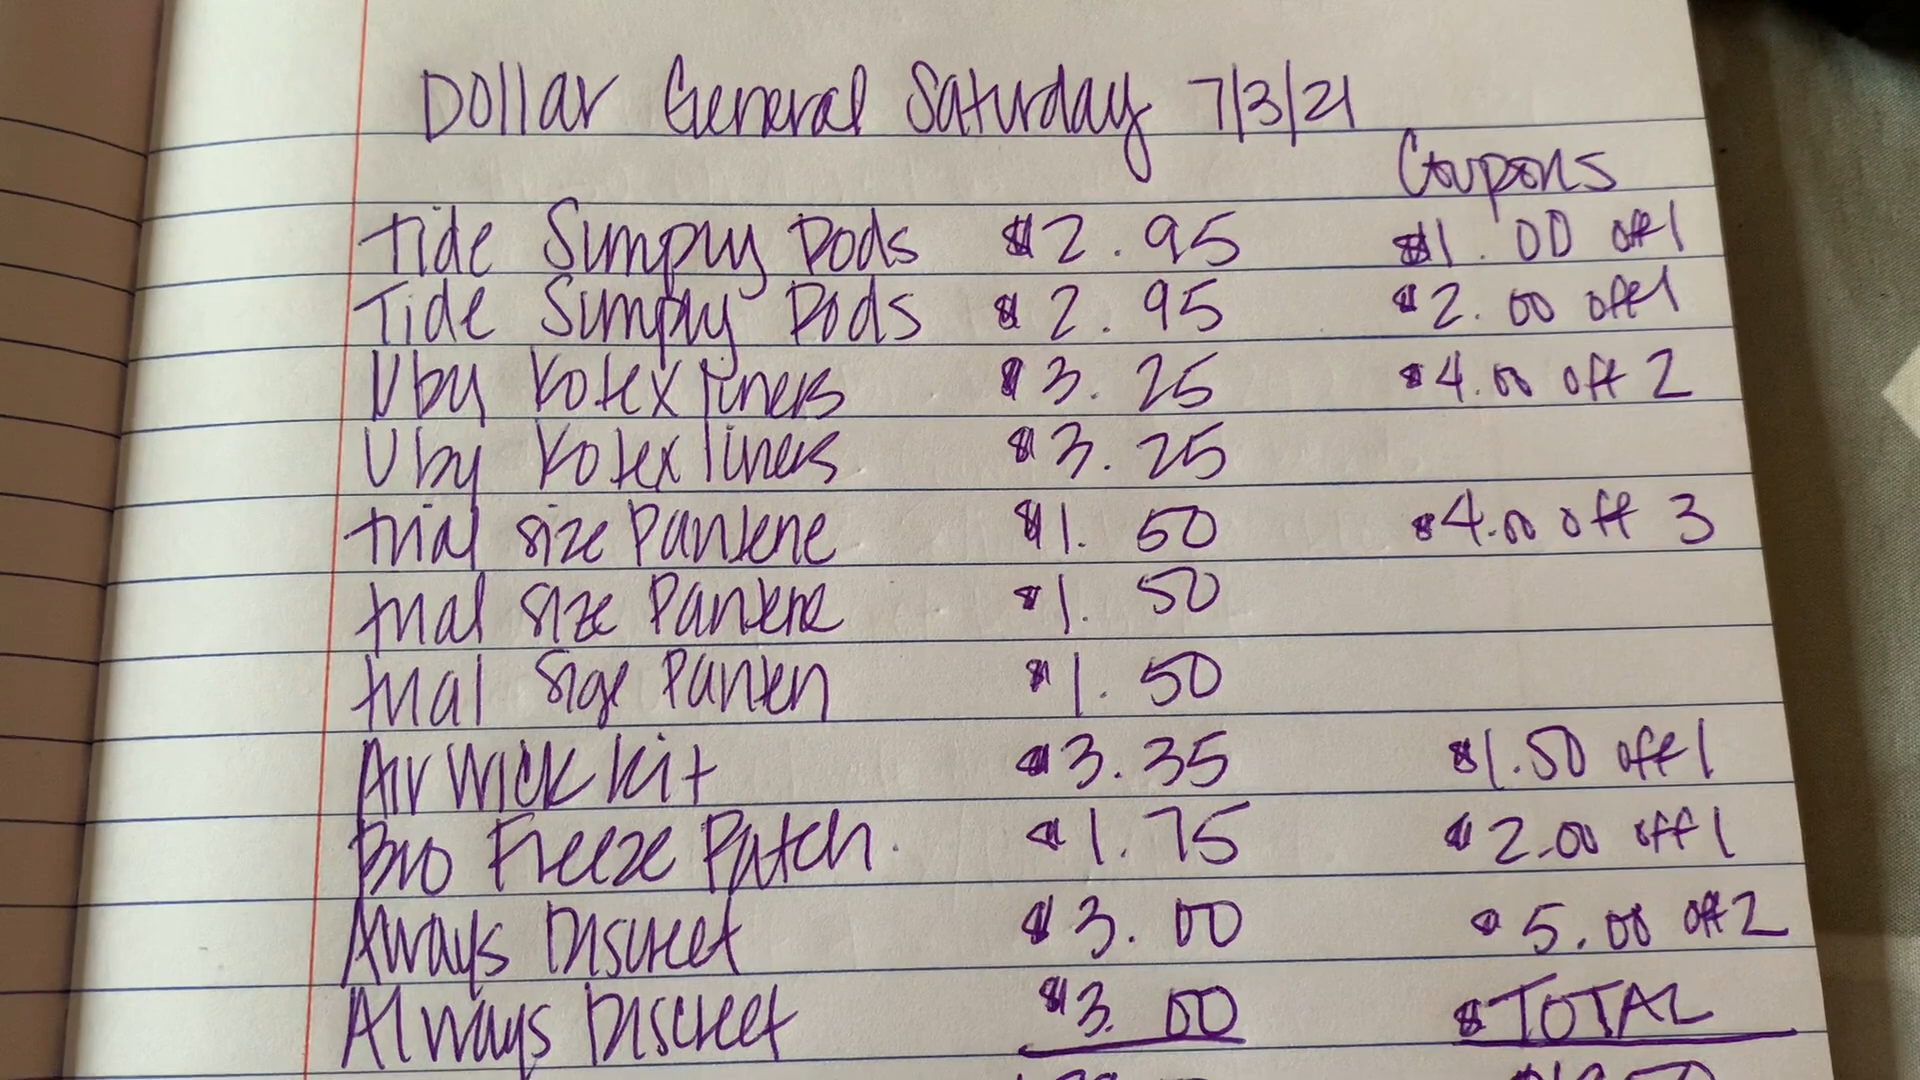 Dollar General Saturday 7/3/21
Coupons
Tide Simply Pods $2.95 $1.00 off 1
Tide Simply Pods $2.95 $2.00 off 1
U by Kotex liners $3.25 $4.00 off 2
U by Kotex liners $3.25
trial size Pantene $1.50 $4.00 off 3
trial size Pantene $1.50
trial size Panten $1.50
Air Wick Kit $3.35 $1.50 off 1
Bio Freeze Patch $1.75 $2.00 off 1
Always Discreet $3.00 $5.00 off 2
Always Discreet $3.00 $TOTAL